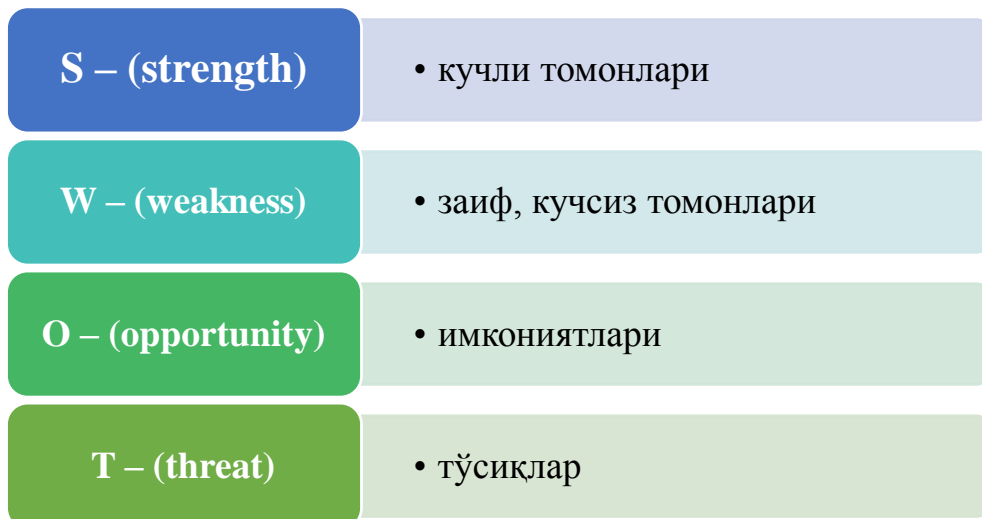 S – (strength)
• кучли томонлари
W – (weakness)
• заиф, кучсиз томонлари
O – (opportunity)
• имкониятлари
T – (threat)
• тўсиқлар